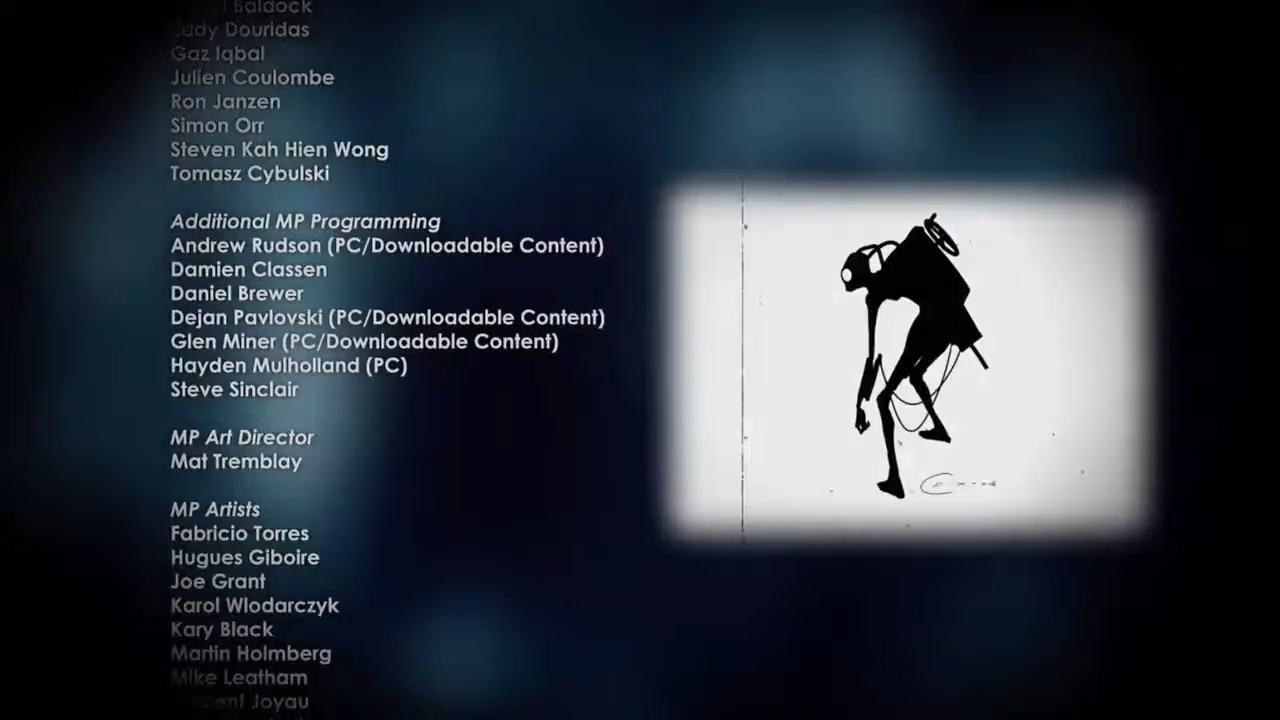 Baldock
Eddy Douridas
Gaz Iqbal
Julien Coulombe
Ron Janzen
Simon Orr
Steven Kah Hien Wong
Tomasz Cybulski
Additional MP Programming
Andrew Rudson (PC/Downloadable Content)
Damien Classen
Daniel Brewer
Dejan Pavlovski (PC/Downloadable Content)
Glen Miner (PC/Downloadable Content)
Hayden Mulholland (PC)
Steve Sinclair
MP Art Director
Mat Tremblay
MP Artists
Fabricio Torres
Hugues Giboire
Joe Grant
Karol Wlodarczyk
Kary Black
Martin Holmberg
Mike Leatham
Joyau